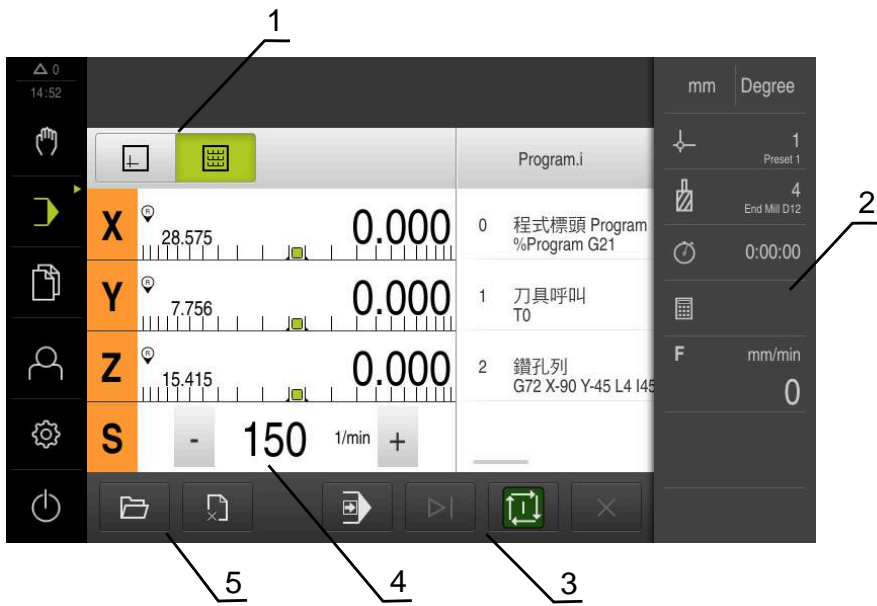 1
0
14:52
mm Degree
Program.i
1
Preset 1
X R 28.575 0.000
0 程式標頭 Program
%Program G21
4
End Mill D12
2
0:00:00
Y R 7.756 0.000
1 刀具呼叫
T0
Z R 15.415 0.000
2 鑽孔列
G72 X-90 Y-45 L4 I45
F mm/min
0
S - 150 1/min +
5
4
3